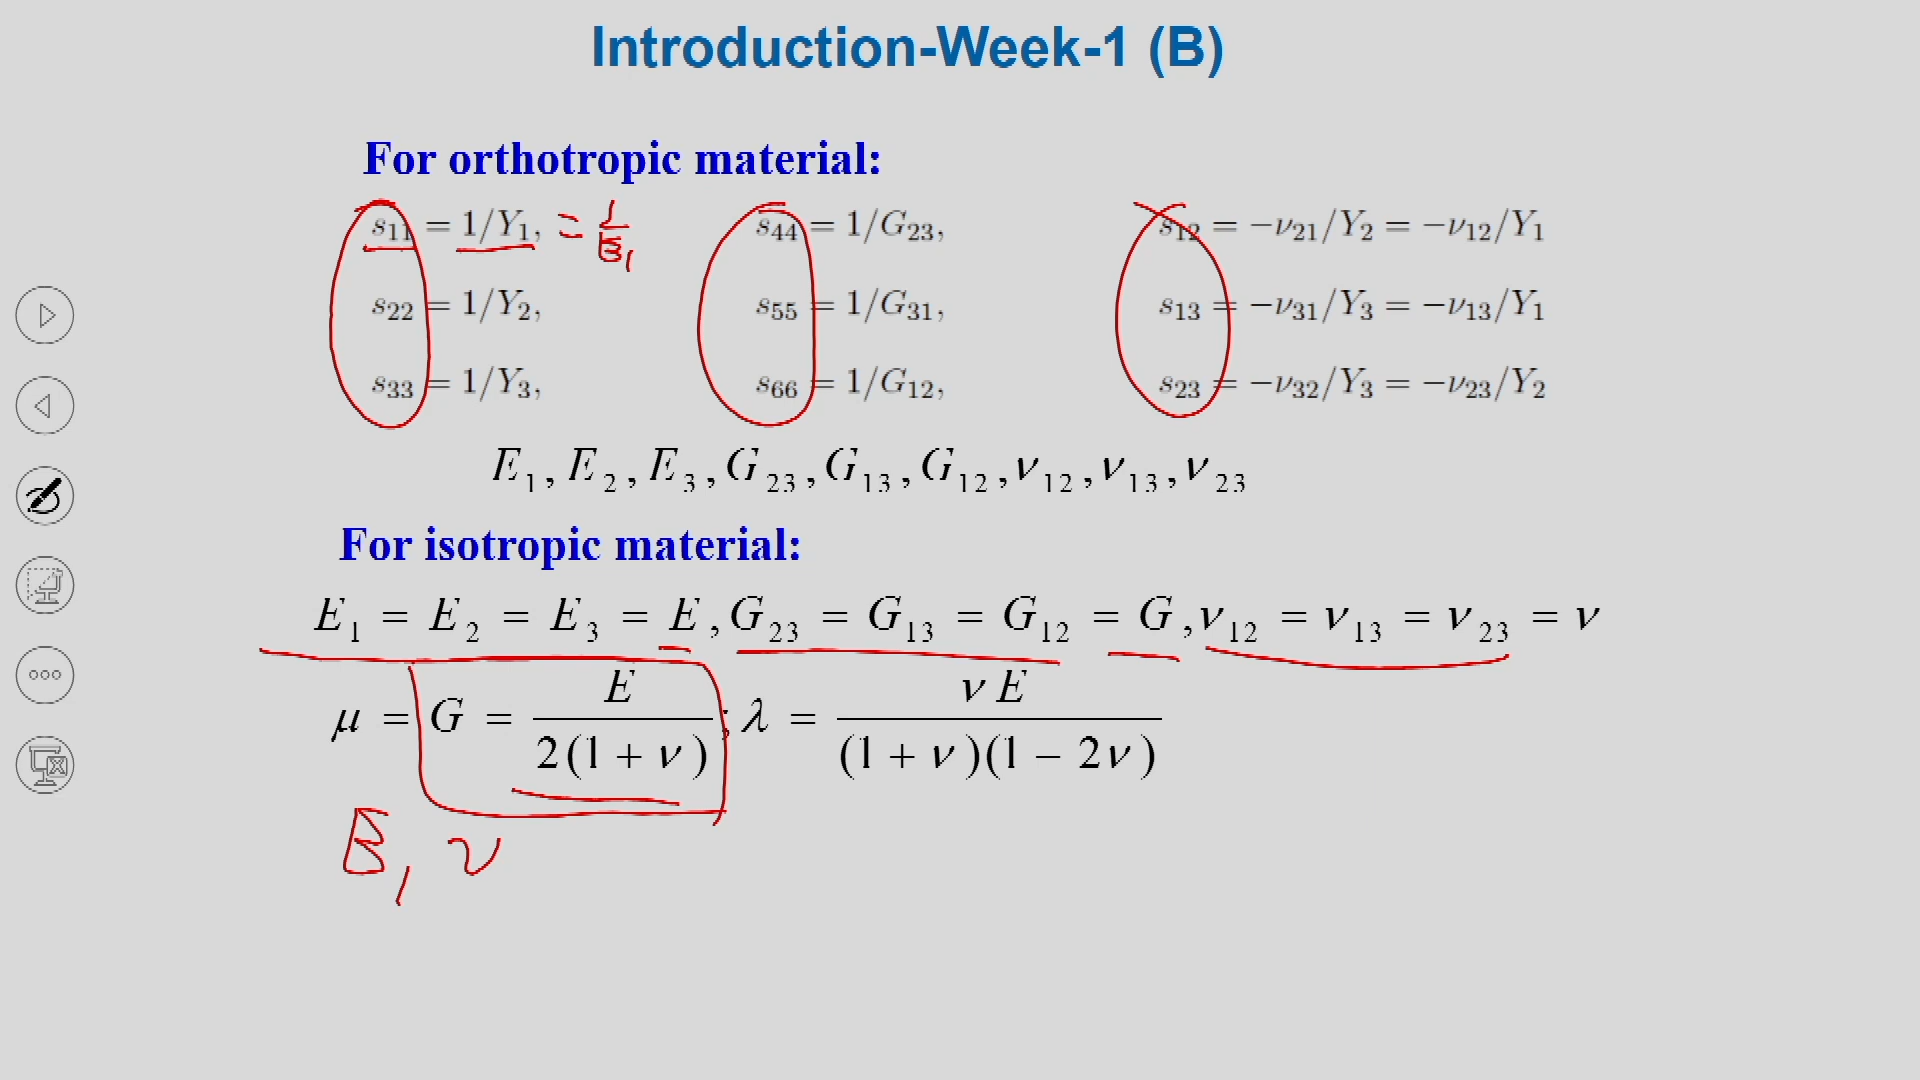 Introduction-Week-1 (B)
For orthotropic material:
s11 = 1/Y1, = 1/E1 s44 = 1/G23, s12 = −ν21/Y2 = −ν12/Y1
s22 = 1/Y2, s55 = 1/G31, s13 = −ν31/Y3 = −ν13/Y1
s33 = 1/Y3, s66 = 1/G12, s23 = −ν32/Y3 = −ν23/Y2
E1, E2, E3, G23, G13, G12, ν12, ν13, ν23
For isotropic material:
E1 = E2 = E3 = E, G23 = G13 = G12 = G, ν12 = ν13 = ν23 = ν
μ = G = E / 2(1 + ν) ; λ = νE / (1 + ν)(1 − 2ν)
E, ν